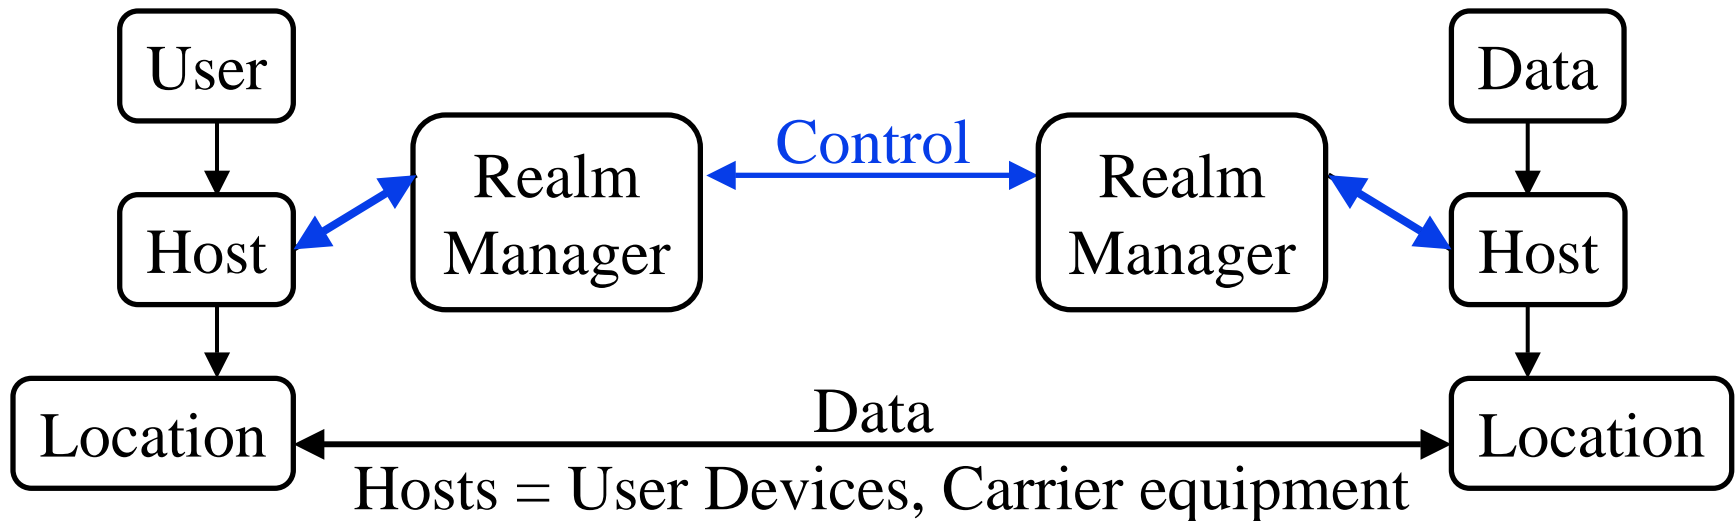 User
Data
Control
Realm
Manager
Realm
Manager
Host
Host
Data
Location
Location
Hosts = User Devices, Carrier equipment